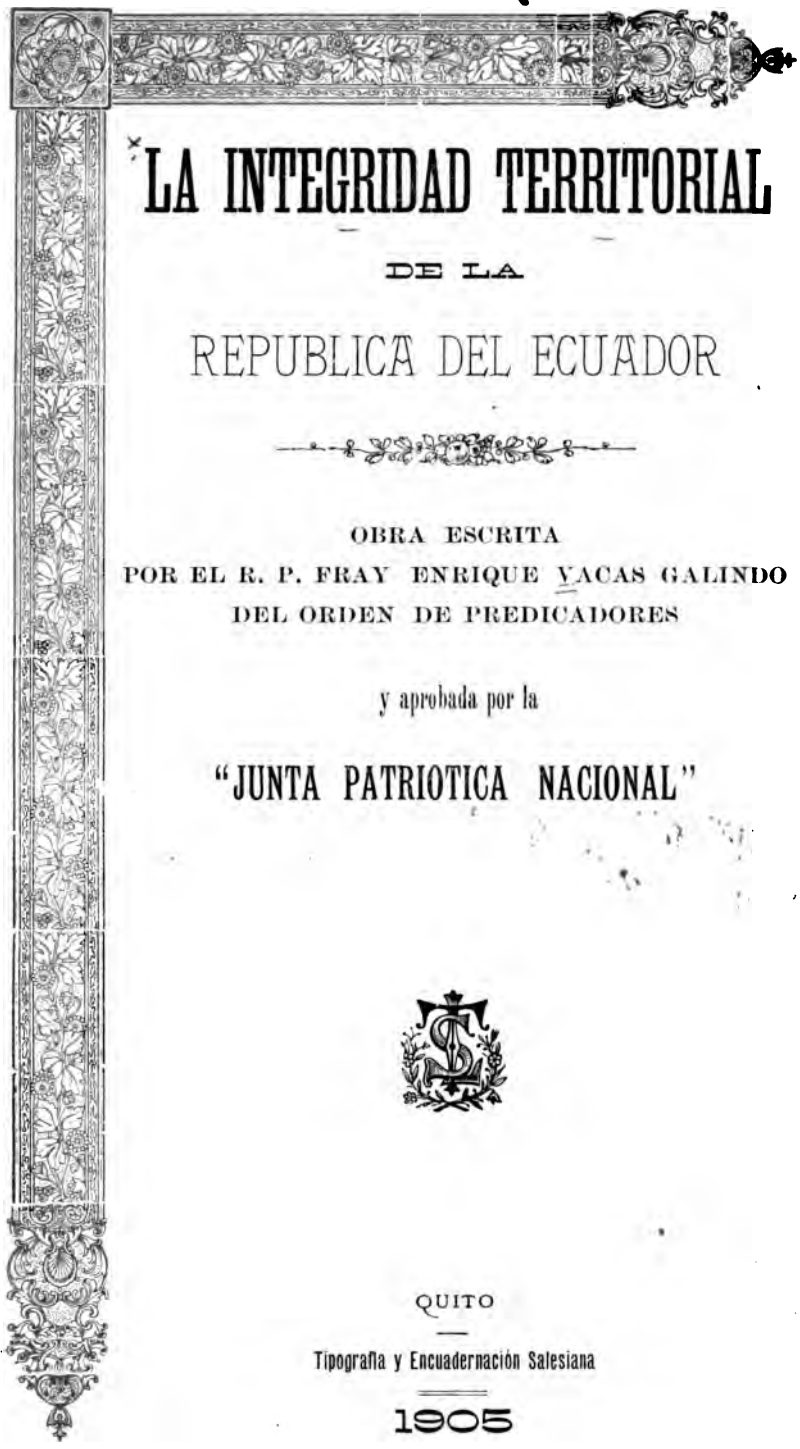 LA INTEGRIDAD TERRITORIAL
DE LA
REPUBLICA DEL ECUADOR
OBRA ESCRITA
POR EL R. P. FRAY ENRIQUE VACAS GALINDO
DEL ORDEN DE PREDICADORES
y aprobada por la
“JUNTA PATRIOTICA NACIONAL”
QUITO
Tipografía y Encuadernación Salesiana
1905